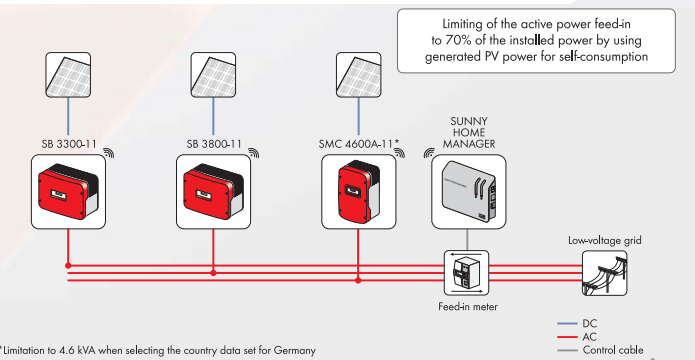 Limiting of the active power feed-in
to 70% of the installed power by using
generated PV power for self-consumption
SB 3300-11
SB 3800-11
SMC 4600A-11*
SUNNY
HOME
MANAGER
Low-voltage grid
Feed-in meter
DC
AC
Control cable
*Limitation to 4.6 kVA when selecting the country data set for Germany